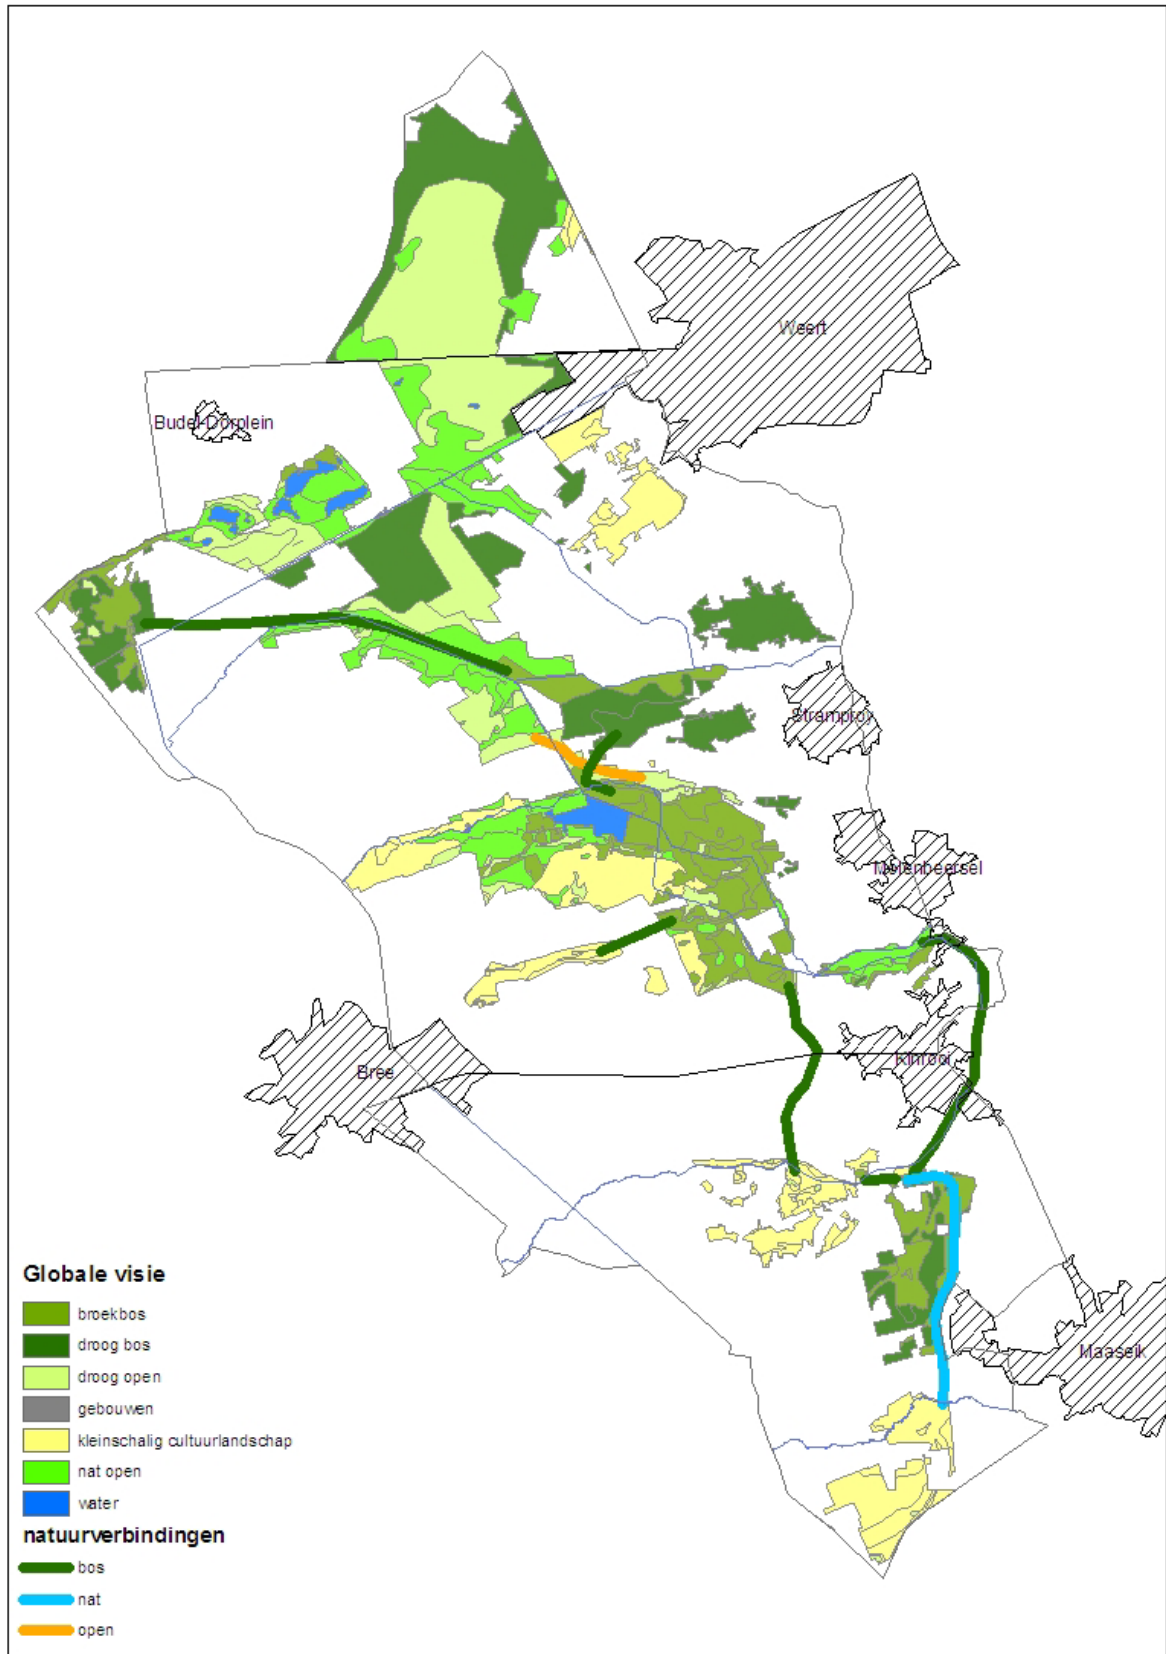 Weert
Budel-Dorplein
Stramproy
Molenbeersel
Kinrooi
Bree
Maaseik
Globale visie
broekbos
droog bos
droog open
gebouwen
kleinschalig cultuurlandschap
nat open
water
natuurverbindingen
bos
nat
open